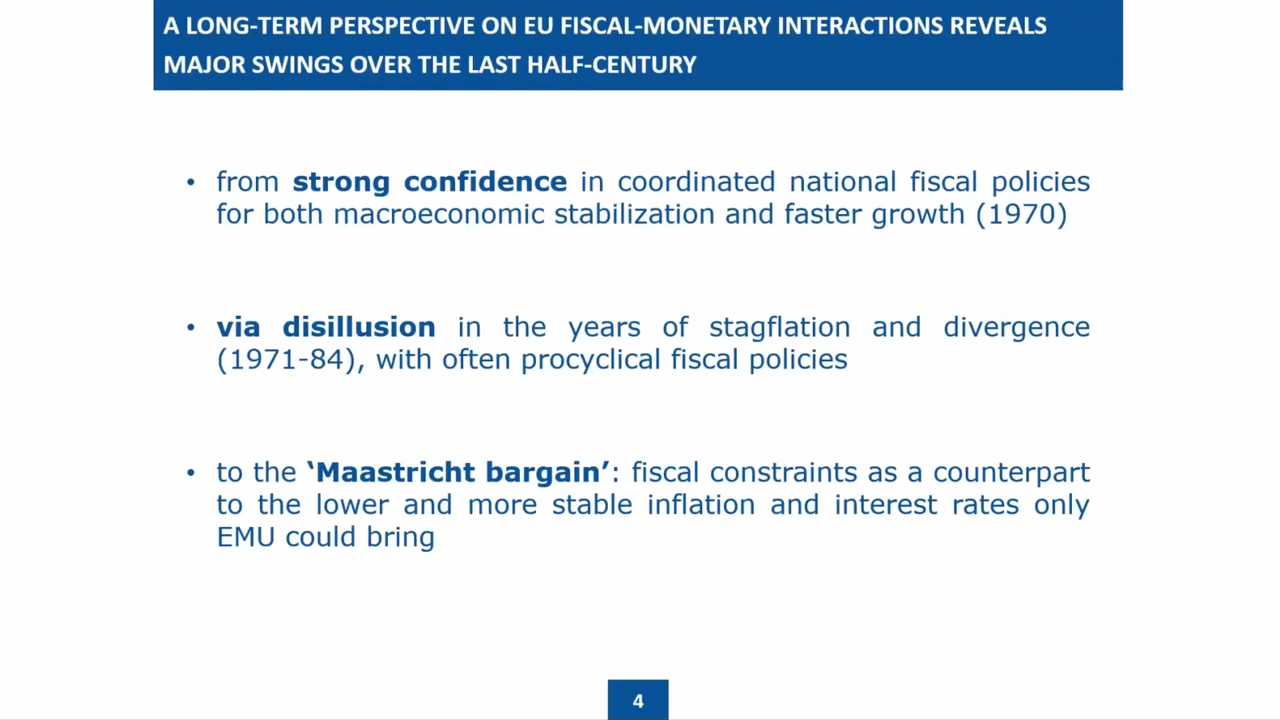 A LONG-TERM PERSPECTIVE ON EU FISCAL-MONETARY INTERACTIONS REVEALS
MAJOR SWINGS OVER THE LAST HALF-CENTURY
• from strong confidence in coordinated national fiscal policies
for both macroeconomic stabilization and faster growth (1970)
• via disillusion in the years of stagflation and divergence
(1971-84), with often procyclical fiscal policies
• to the ‘Maastricht bargain’: fiscal constraints as a counterpart
to the lower and more stable inflation and interest rates only
EMU could bring
4